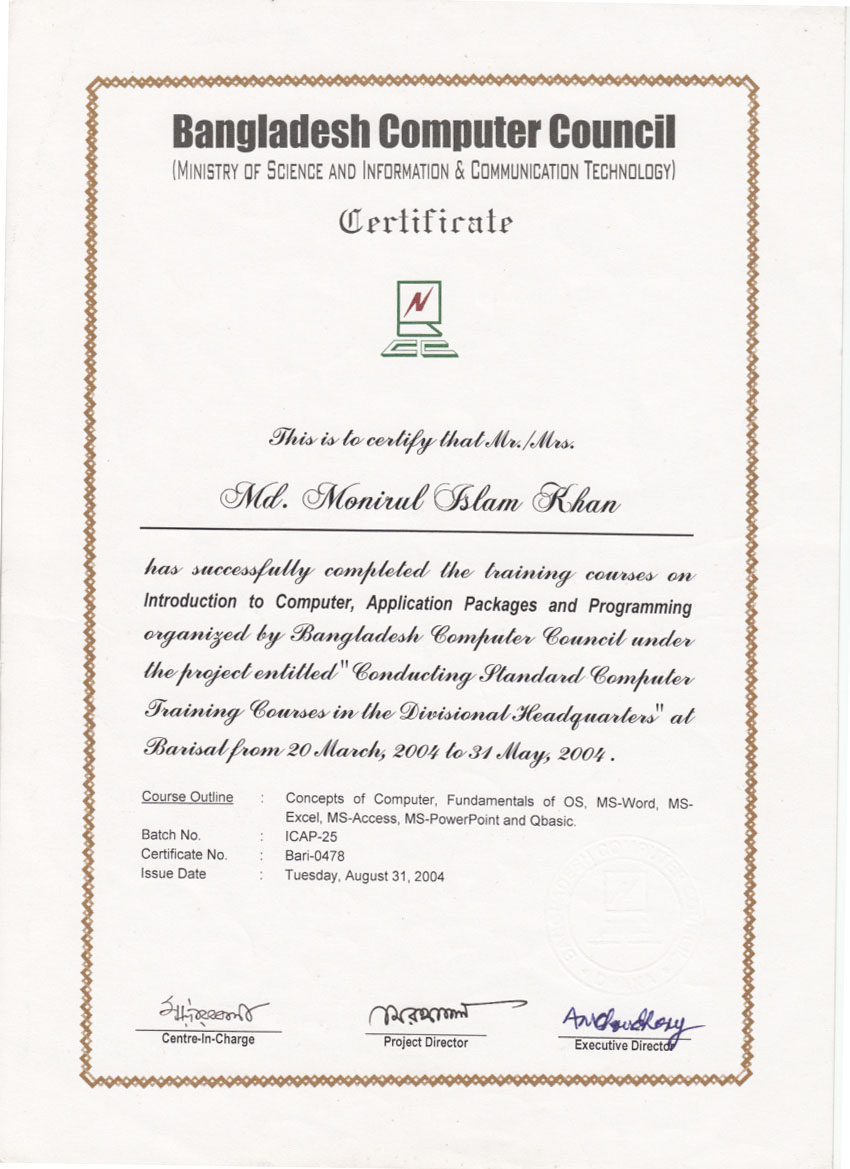 Bangladesh Computer Council
(MINISTRY OF SCIENCE AND INFORMATION & COMMUNICATION TECHNOLOGY)
Certificate
This is to certify that Mr./Mrs.
Md. Monirul Islam Khan
has successfully completed the training courses on
Introduction to Computer, Application Packages and Programming
organized by Bangladesh Computer Council under
the project entitled "Conducting Standard Computer
Training Courses in the Divisional Headquarters" at
Barisal from 20 March, 2004 to 31 May, 2004 .
Course Outline : Concepts of Computer, Fundamentals of OS, MS-Word, MS-
Excel, MS-Access, MS-PowerPoint and Qbasic.
Batch No. : ICAP-25
Certificate No. : Bari-0478
Issue Date : Tuesday, August 31, 2004
Centre-In-Charge
Project Director
Executive Director